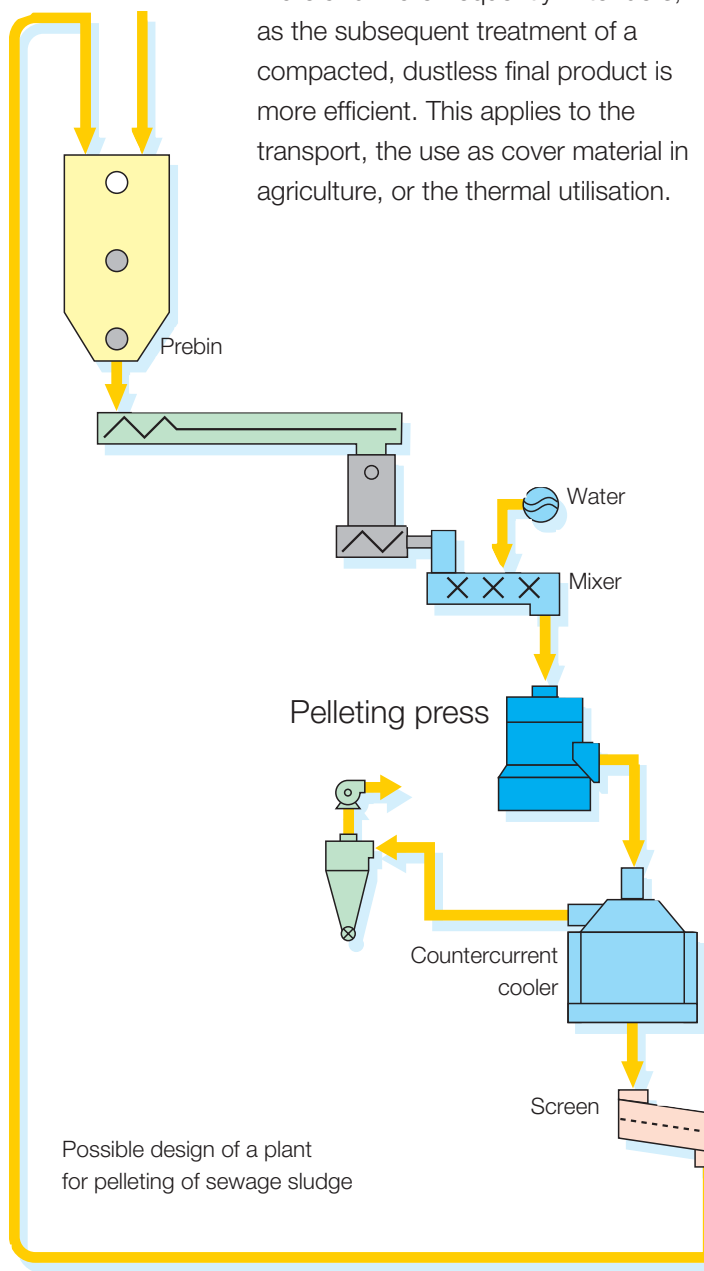 as the subsequent treatment of a
compacted, dustless final product is
more efficient. This applies to the
transport, the use as cover material in
agriculture, or the thermal utilisation.
Prebin
Water
Mixer
Pelleting press
Countercurrent
cooler
Screen
Possible design of a plant
for pelleting of sewage sludge